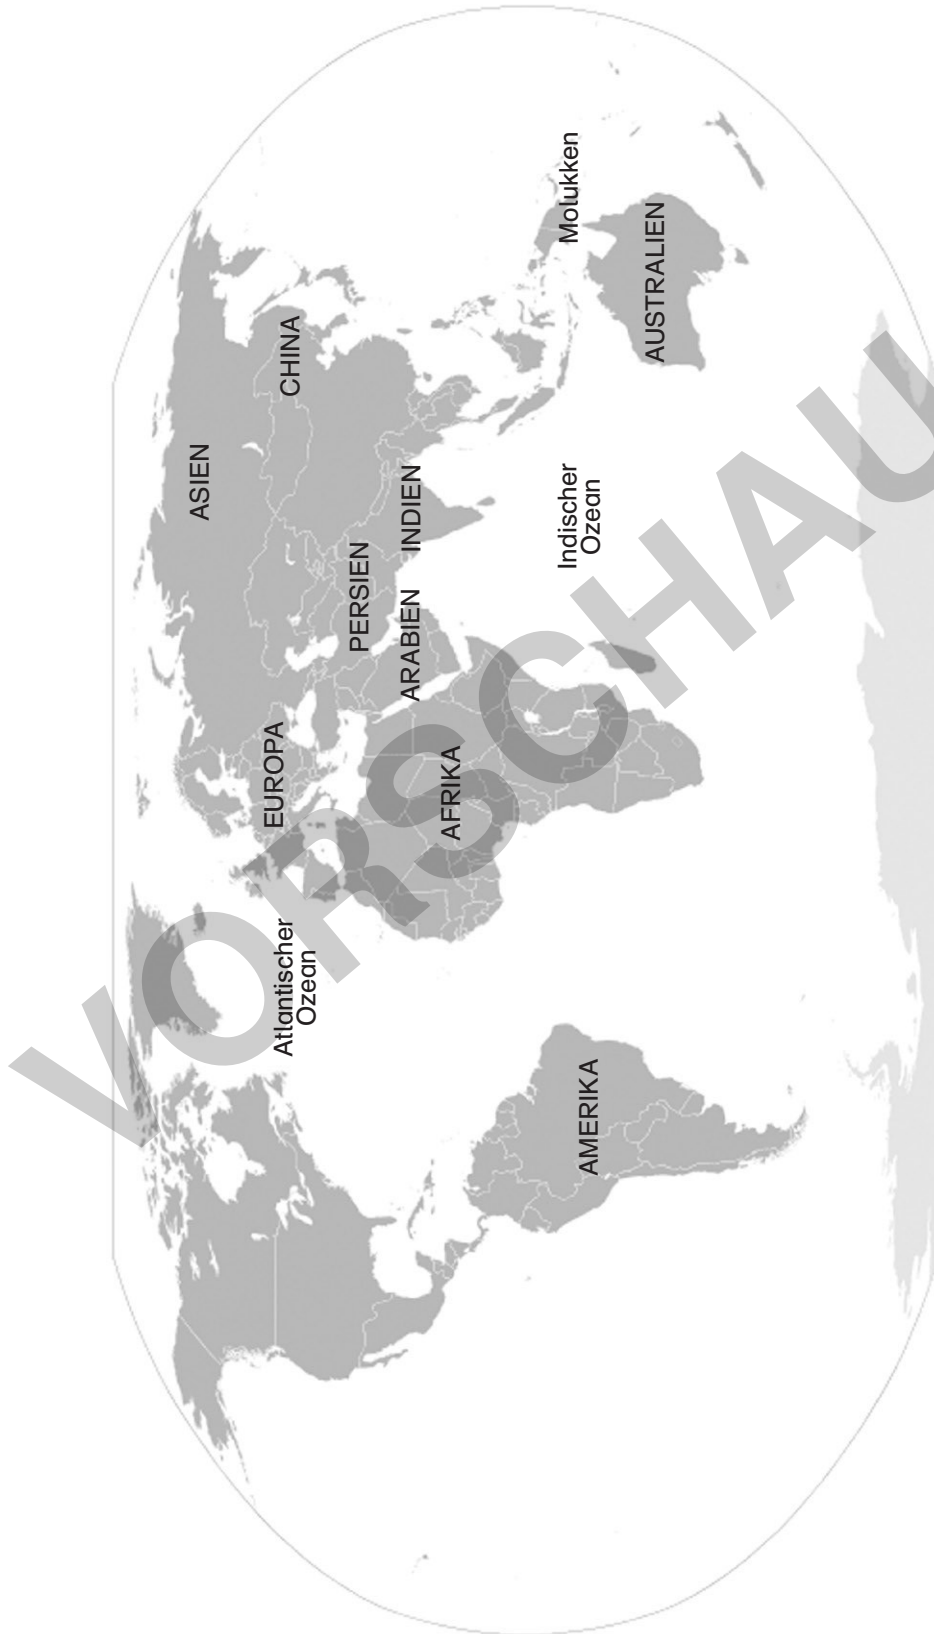 ASIEN
CHINA
EUROPA
PERSIEN
INDIEN
ARABIEN
Atlantischer
Ozean
AFRIKA
Molukken
Indischer
Ozean
AMERIKA
AUSTRALIEN
VORSCHAU